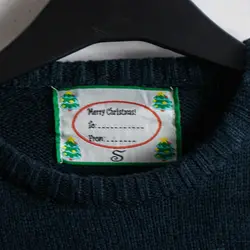 Merry Christmas!
To:............
From:..........
S